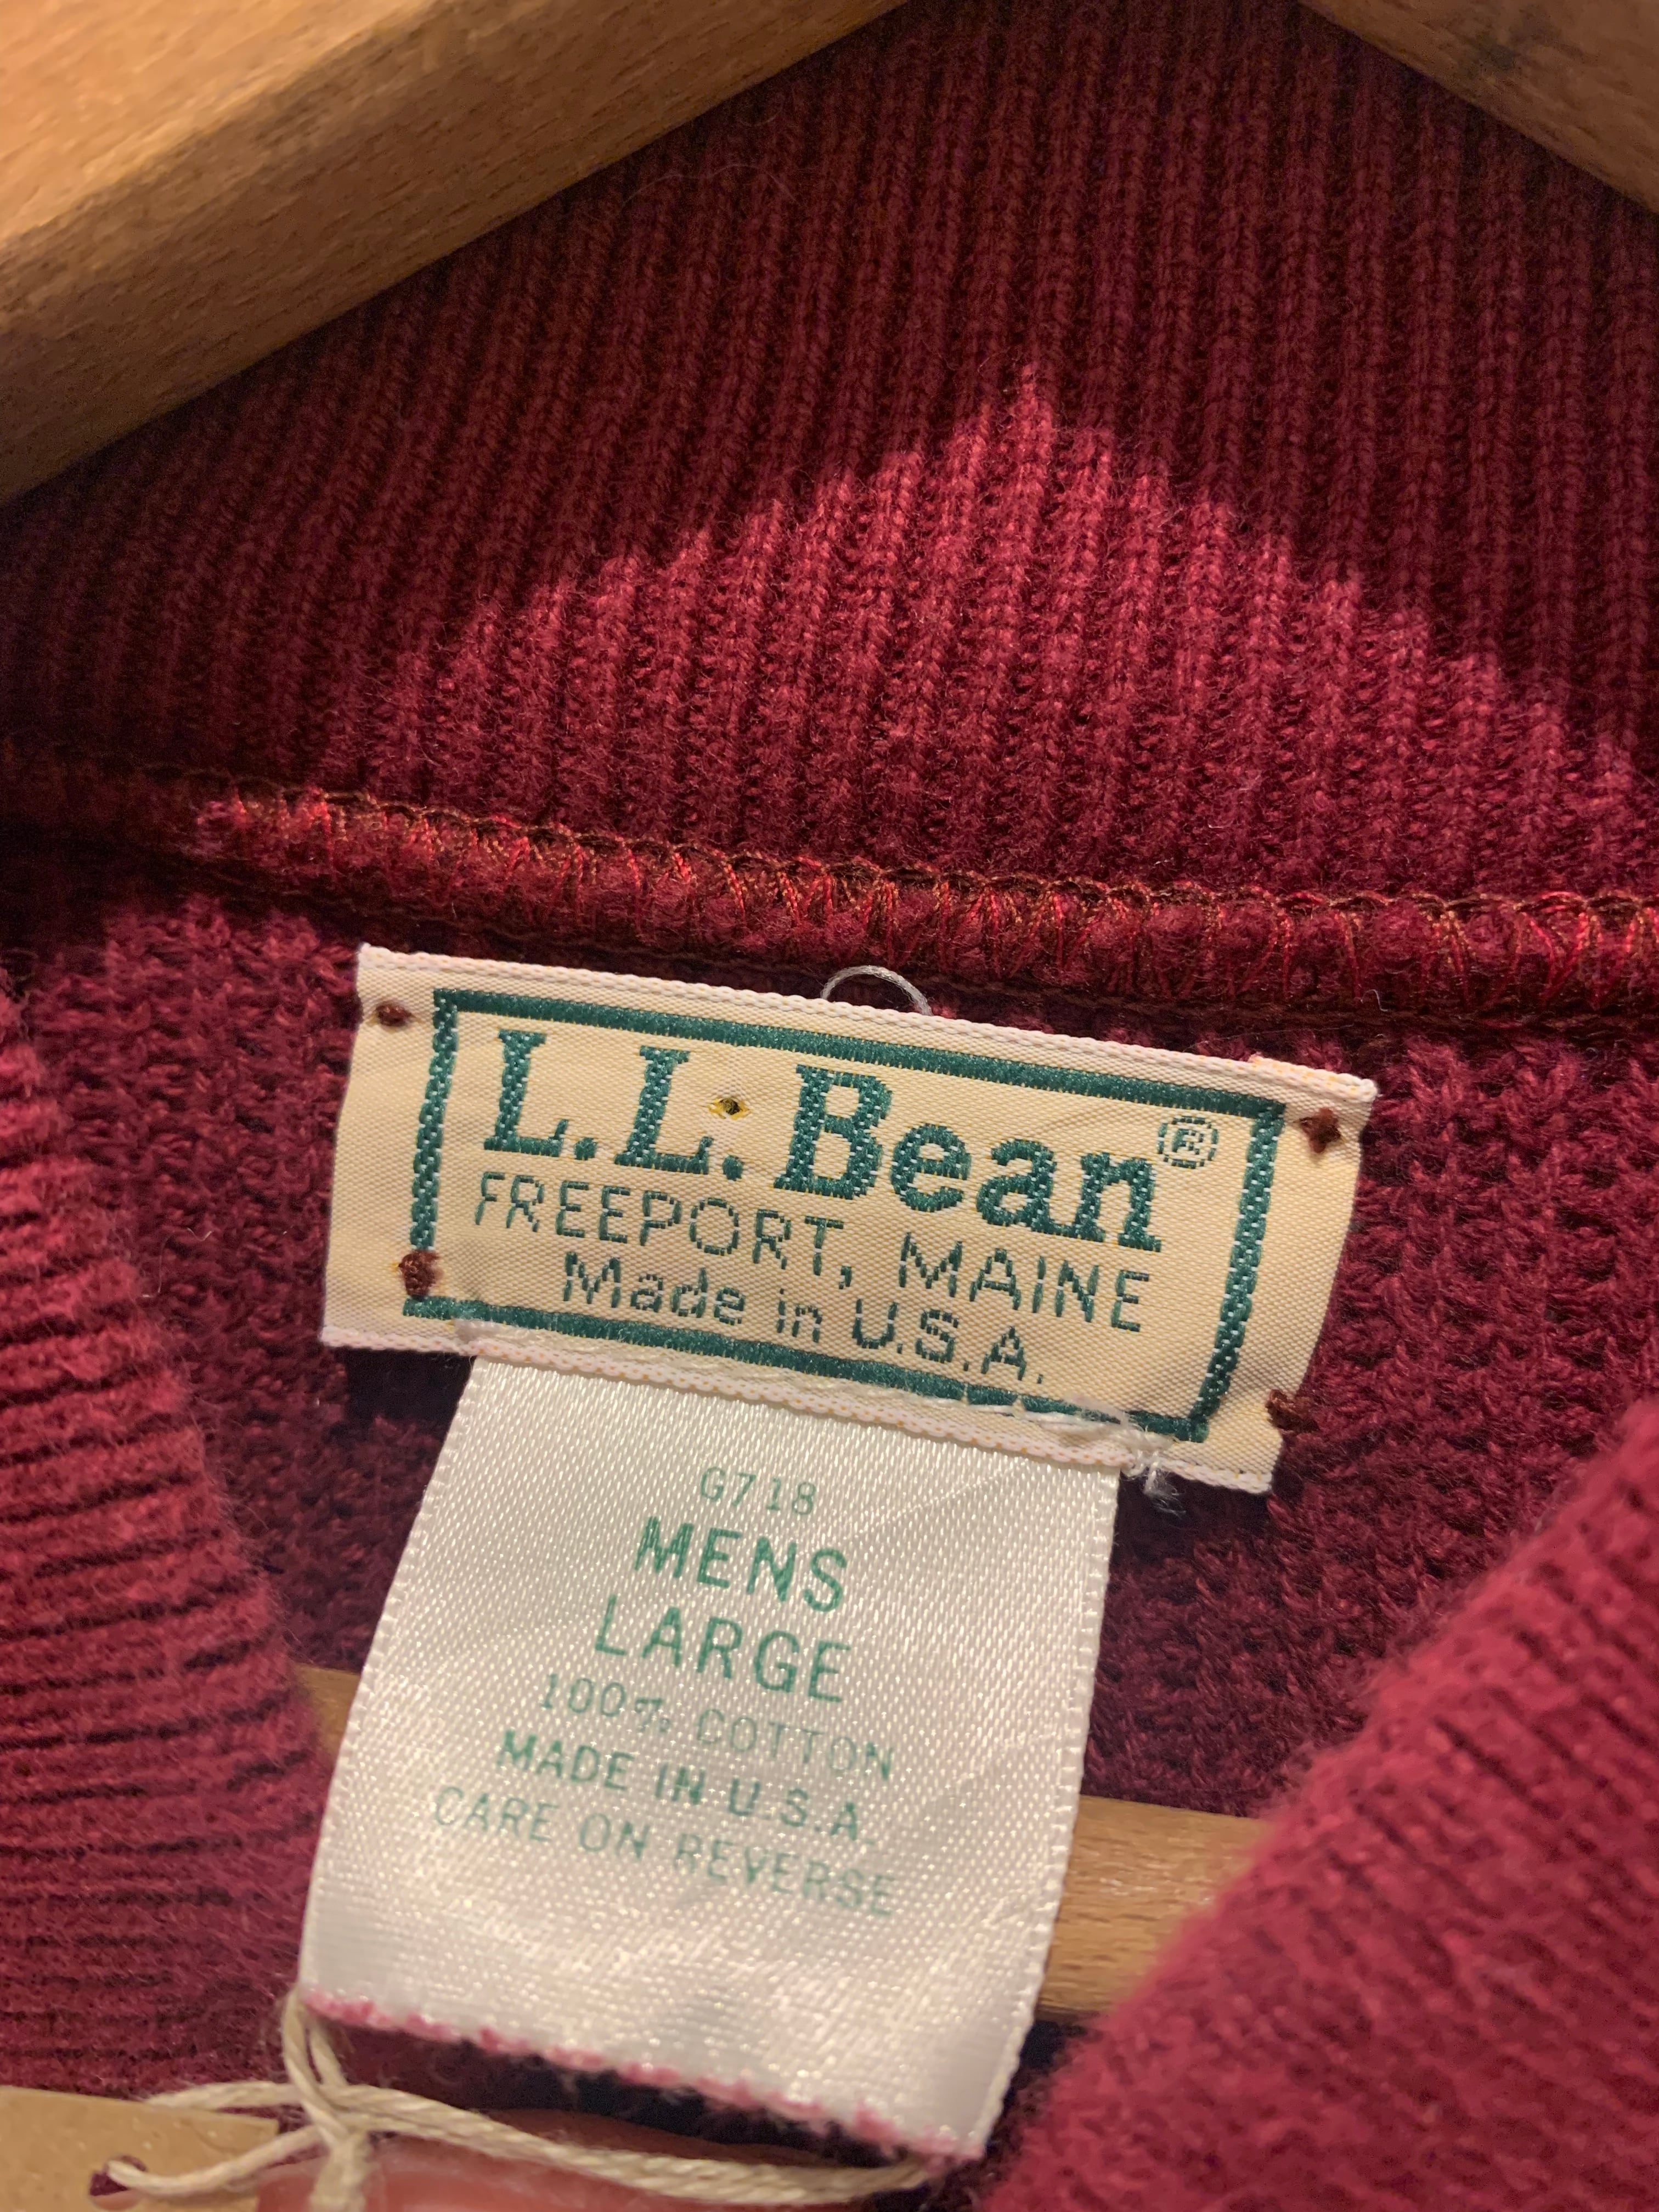 L.L.Bean®
FREEPORT, MAINE
Made in U.S.A.
G718
MENS
LARGE
100% COTTON
MADE IN U.S.A.
CARE ON REVERSE